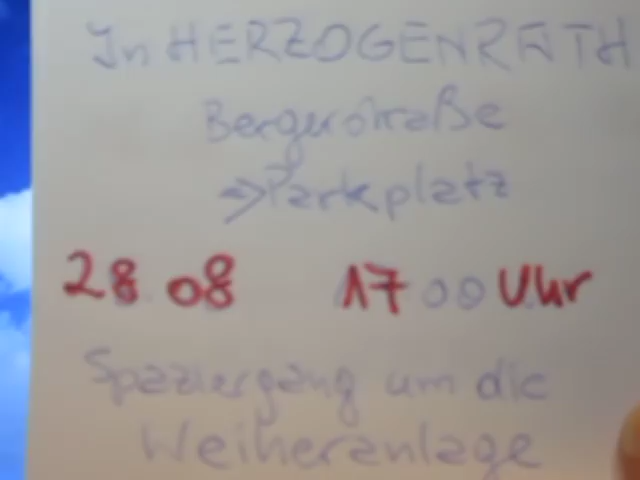 In HERZOGENRATH
Bergerstraße
⇒Parkplatz
28.08 17 00 Uhr
Spaziergang um die
Weiheranlage